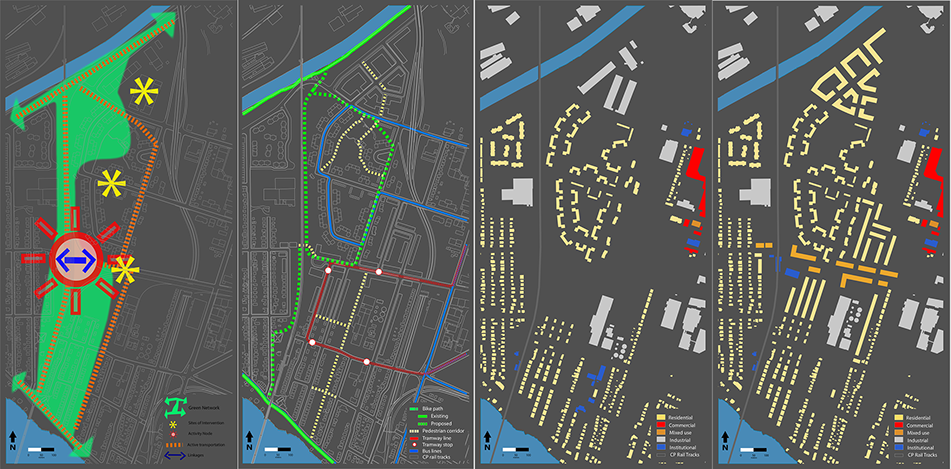 Green Network
Area of Intervention
Activity Node
Active transportation
Linkages
N
Bike path
Existing
Proposed
Pedestrian corridor
Tramway line
Tramway stop
Bus lines
CP rail tracks
N
Residential
Commercial
Mixed use
Industrial
Institutional
CP Rail Tracks
N
Residential
Commercial
Mixed use
Industrial
Institutional
CP Rail Tracks
N